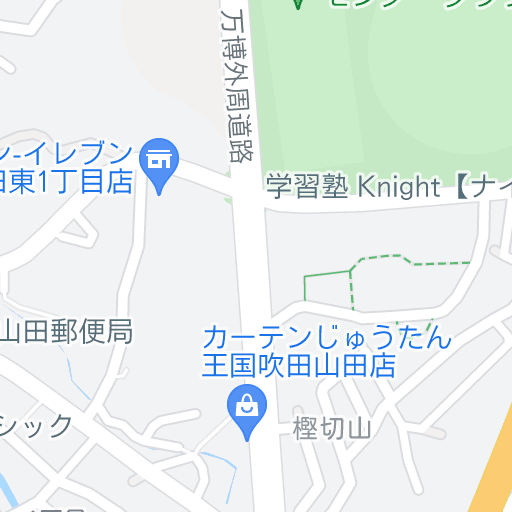 万博外周道路
ン-イレブン
田東1丁目店
学習塾 Knight【ナイ
山田郵便局
カーテンじゅうたん
王国吹田山田店
シック
樫切山